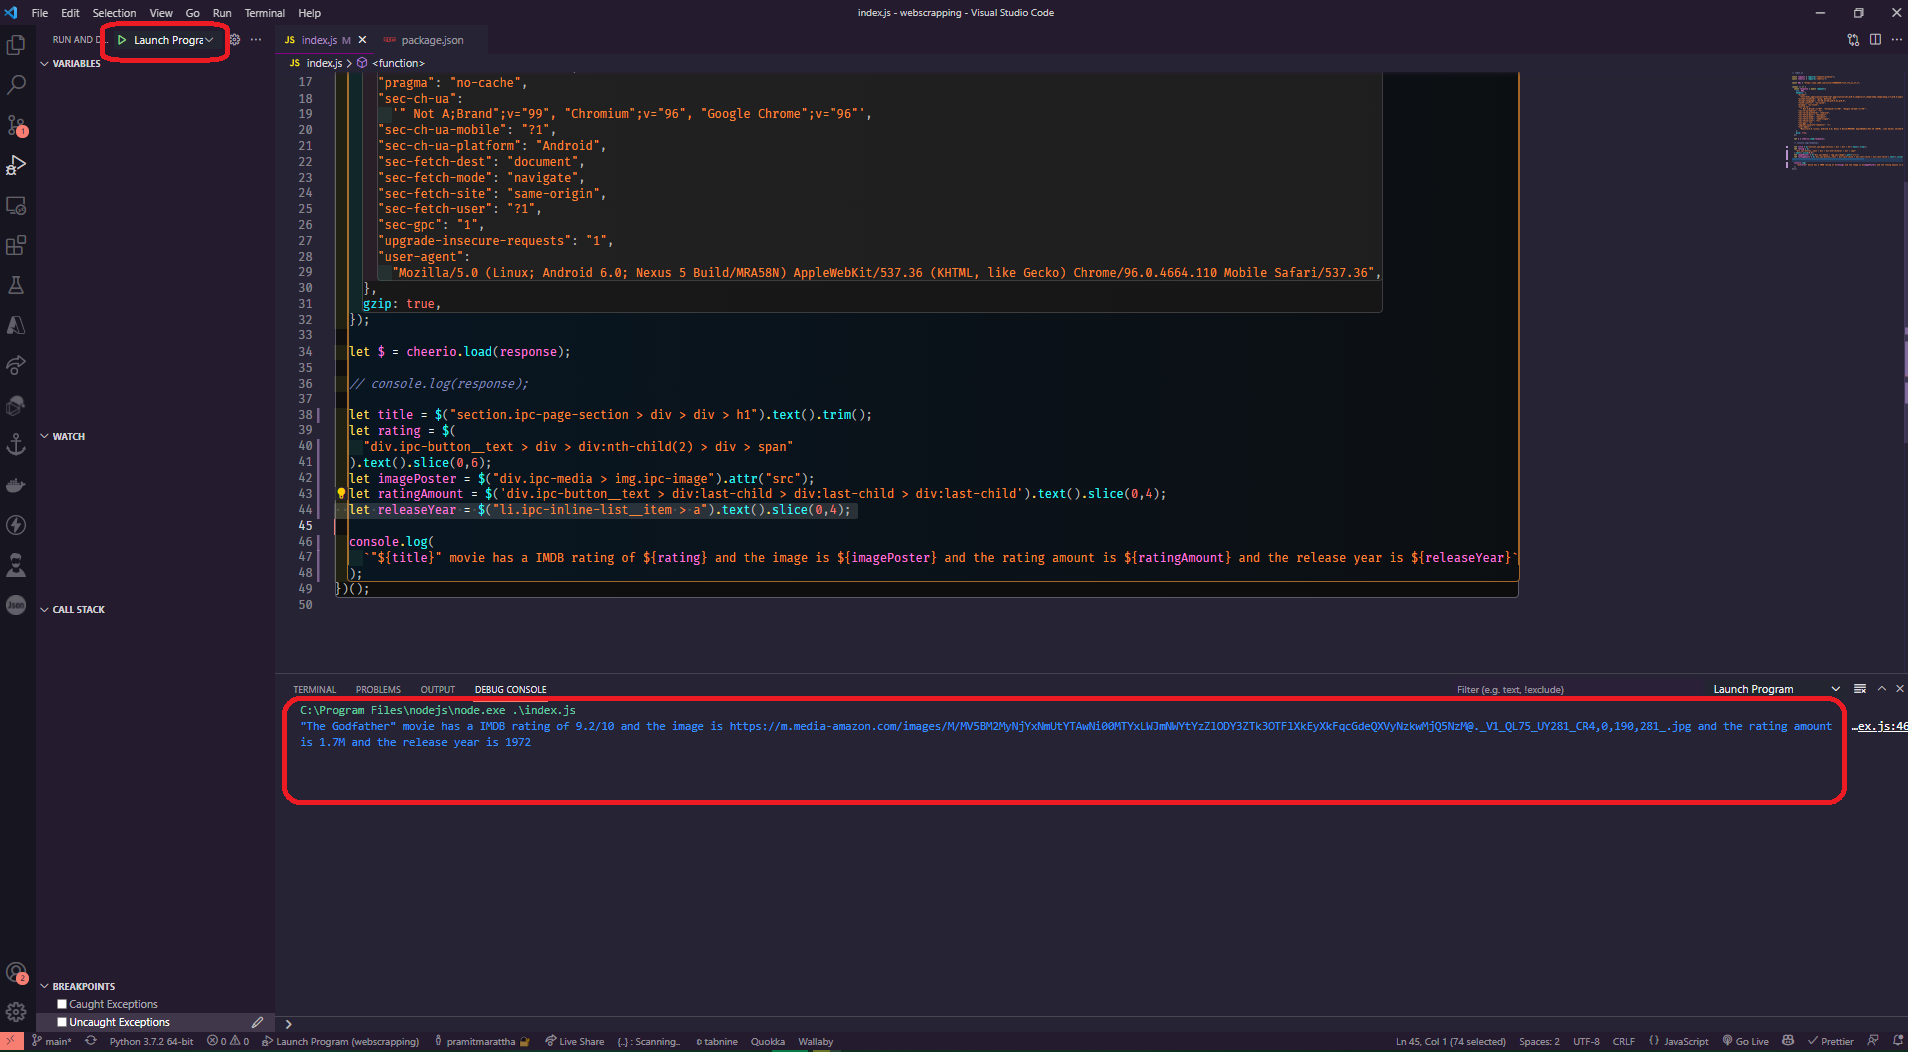 File Edit Selection View Go Run Terminal Help
index.js - webscrapping - Visual Studio Code
RUN AND D... Launch Progra
JS index.js M package.json
JS index.js > <function>
VARIABLES
WATCH
CALL STACK
BREAKPOINTS
Caught Exceptions
Uncaught Exceptions
17 "pragma": "no-cache",
18 "sec-ch-ua":
19 '" Not A;Brand";v="99", "Chromium";v="96", "Google Chrome";v="96"',
20 "sec-ch-ua-mobile": "?1",
21 "sec-ch-ua-platform": "Android",
22 "sec-fetch-dest": "document",
23 "sec-fetch-mode": "navigate",
24 "sec-fetch-site": "same-origin",
25 "sec-fetch-user": "?1",
26 "sec-gpc": "1",
27 "upgrade-insecure-requests": "1",
28 "user-agent":
29 "Mozilla/5.0 (Linux; Android 6.0; Nexus 5 Build/MRA58N) AppleWebKit/537.36 (KHTML, like Gecko) Chrome/96.0.4664.110 Mobile Safari/537.36",
30 },
31 gzip: true,
32 });
33
34 let $ = cheerio.load(response);
35
36 // console.log(response);
37
38 let title = $("section.ipc-page-section > div > div > h1").text().trim();
39 let rating = $(
40 "div.ipc-button__text > div > div:nth-child(2) > div > span"
41 ).text().slice(0,6);
42 let imagePoster = $("div.ipc-media > img.ipc-image").attr("src");
43 let ratingAmount = $('div.ipc-button__text > div:last-child > div:last-child > div:last-child').text().slice(0,4);
44 let releaseYear = $("li.ipc-inline-list__item > a").text().slice(0,4);
45
46 console.log(
47 `"${title}" movie has a IMDB rating of ${rating} and the image is ${imagePoster} and the rating amount is ${ratingAmount} and the release year is ${releaseYear}`
48 );
49 })();
50
TERMINAL PROBLEMS OUTPUT DEBUG CONSOLE Filter (e.g. text, !exclude) Launch Program
C:\Program Files\nodejs\node.exe .\index.js
"The Godfather" movie has a IMDB rating of 9.2/10 and the image is https://m.media-amazon.com/images/M/MV5BM2MyNjYxNmUtYTAwNi00MTYxLWJmNWYtYzZlODY3ZTk3OTFlXkEyXkFqcGdeQXVyNzkwMjQ5NzM@._V1_QL75_UY281_CR4,0,190,281_.jpg and the rating amount …ex.js:46
is 1.7M and the release year is 1972
main* Python 3.7.2 64-bit 0 0 Launch Program (webscrapping) pramitmarattha Live Share {..} : Scanning.. tabnine Quokka Wallaby Ln 45, Col 1 (74 selected) Spaces: 2 UTF-8 CRLF {} JavaScript Go Live Prettier